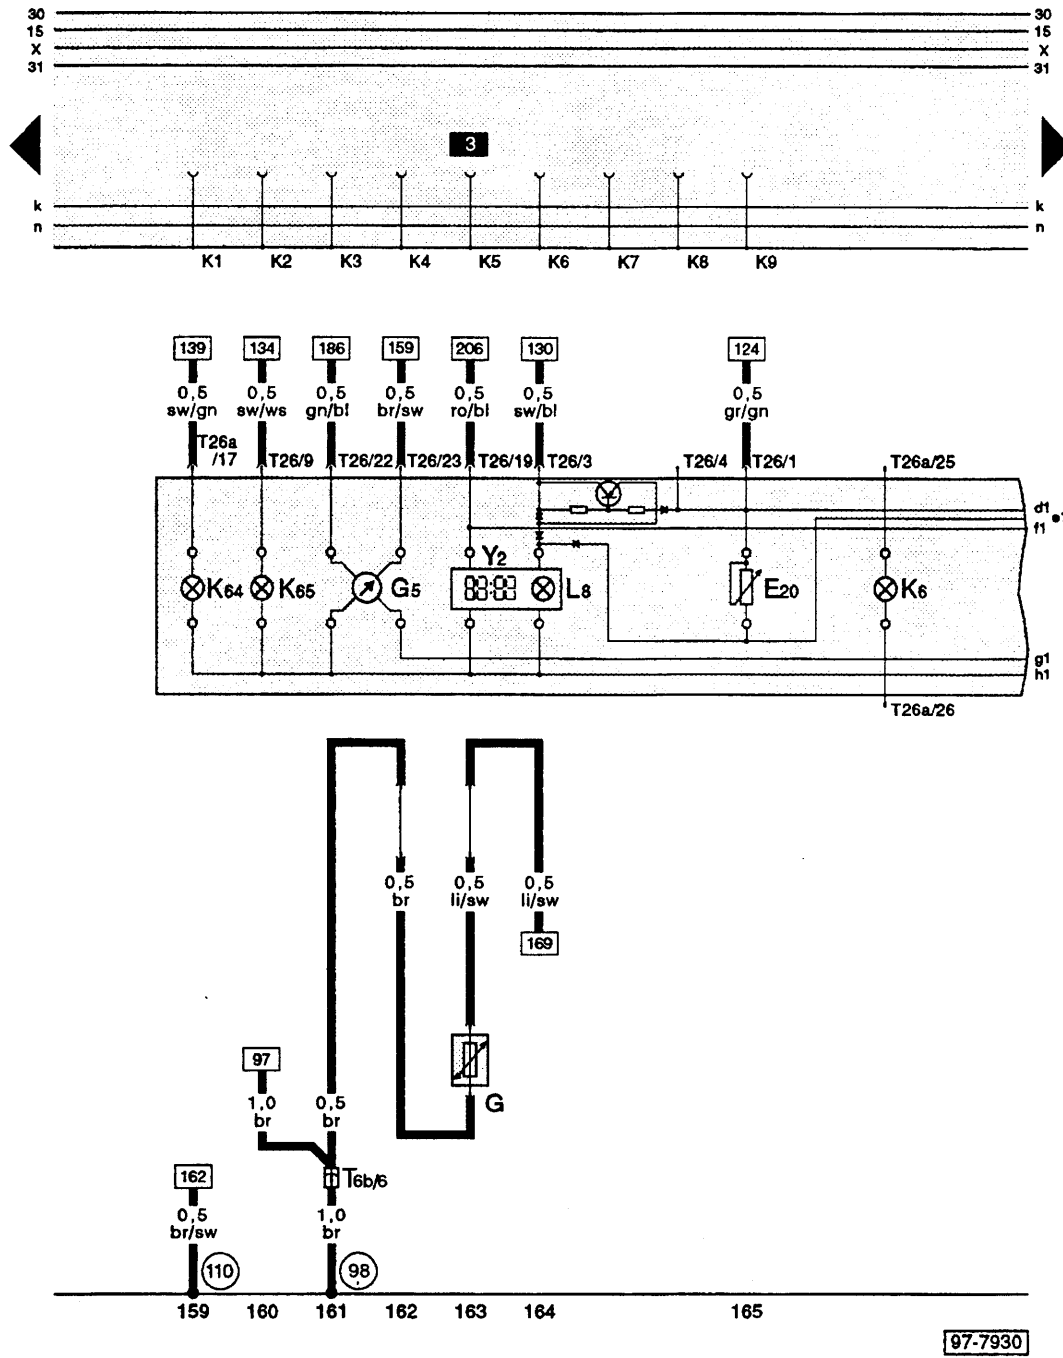 30 30
15 15
X X
31 31
3
k k
n n
K1 K2 K3 K4 K5 K6 K7 K8 K9
139 134 186 159 206 130 124
0,5 0,5 0,5 0,5 0,5 0,5 0,5
sw/gn sw/ws gn/bl br/sw ro/bl sw/bl gr/gn
T26a
/17 T26/9 T26/22 T26/23 T26/19 T26/3 T26/4 T26/1 T26a/25
d1
f1
Y2
K64 K65 G5 L8 E20 K6
g1
h1
T26a/26
0,5 0,5 0,5
br li/sw li/sw
169
97
G
1,0 0,5
br br
162 T6b/6
0,5 1,0
br/sw br
110 98
159 160 161 162 163 164 165
97-7930